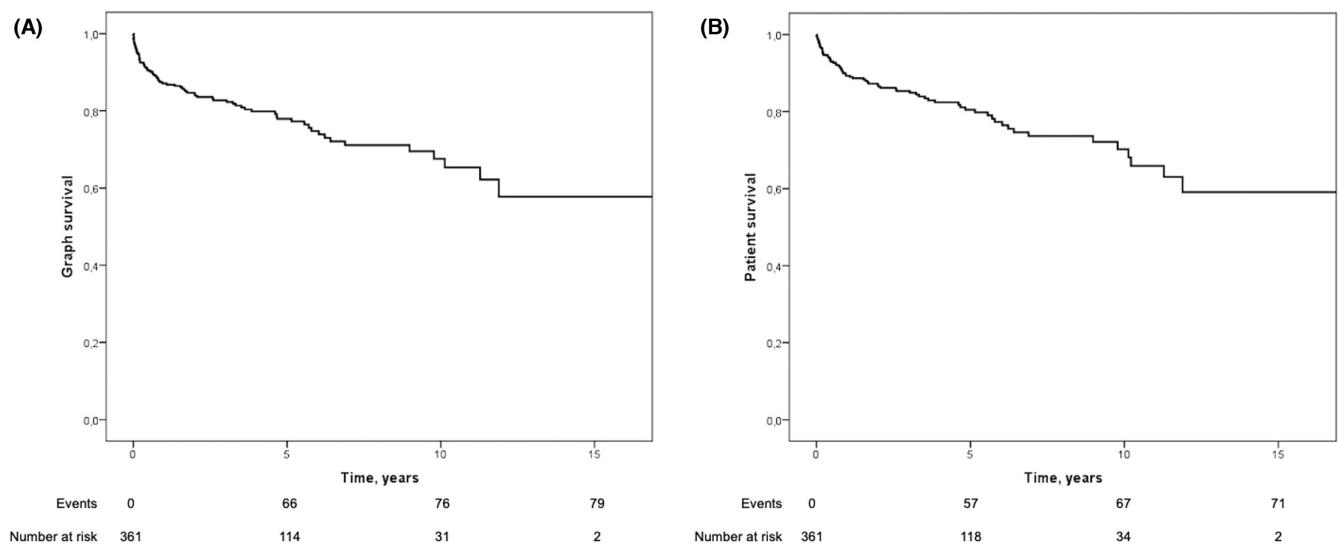 (A)
1,0
0,8
0,6
0,4
0,2
0,0
Graph survival
0 5 10 15
Time, years
Events 0 66 76 79
Number at risk 361 114 31 2
(B)
1,0
0,8
0,6
0,4
0,2
0,0
Patient survival
0 5 10 15
Time, years
Events 0 57 67 71
Number at risk 361 118 34 2